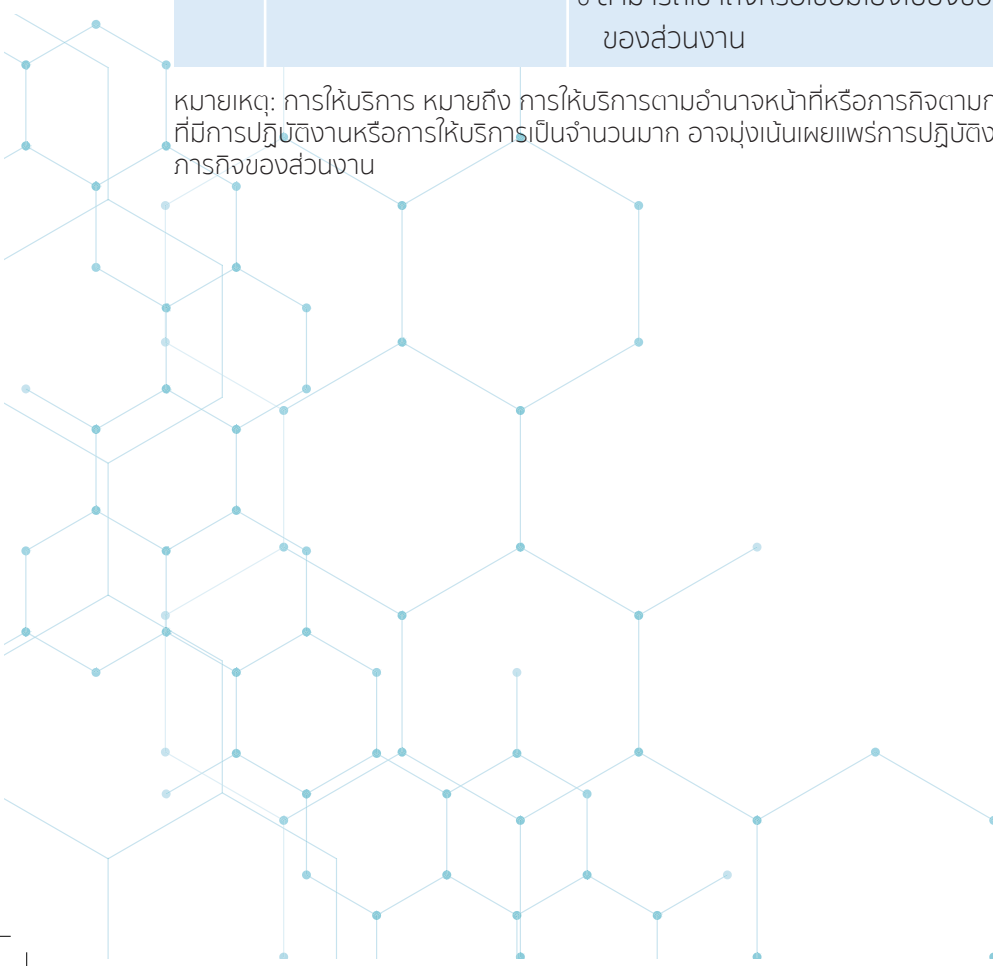 ของส่วนงาน
หมายเหตุ: การให้บริการ หมายถึง การให้บริการตามอำนาจหน้าที่หรือภารกิจตาม
ที่มีการปฏิบัติงานหรือการให้บริการเป็นจำนวนมาก อาจมุ่งเน้นเผยแพร่การปฏิบัติ
ภารกิจของส่วนงาน